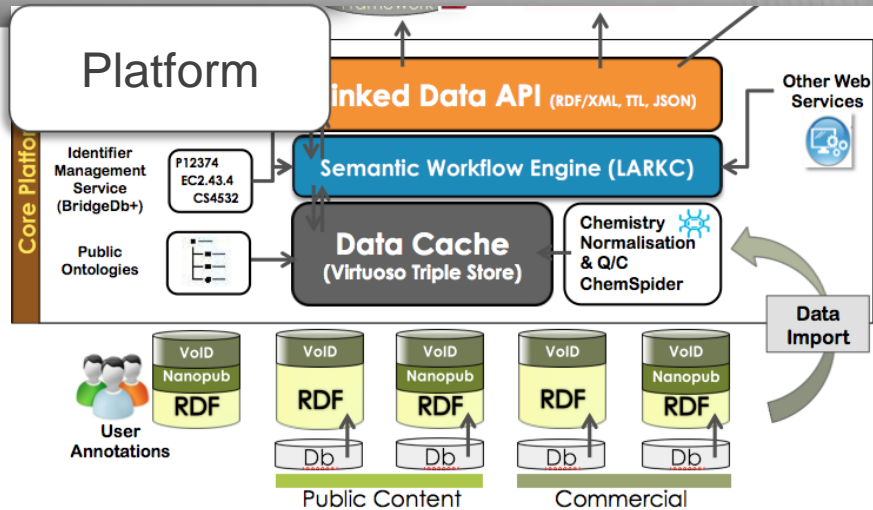 Framework
Platform
inked Data API (RDF/XML, TTL, JSON)
Other Web
Services
Core Platform
Identifier
Management
Service
(BridgeDb+)
P12374
EC2.43.4
CS4532
Semantic Workflow Engine (LARKC)
Public
Ontologies
Data Cache
(Virtuoso Triple Store)
Chemistry
Normalisation
& Q/C
ChemSpider
Data
Import
User
Annotations
VoID
Nanopub
RDF
VoID
RDF
VoID
Nanopub
RDF
VoID
RDF
VoID
Nanopub
RDF
Db
Db
Db
Db
Public Content
Commercial